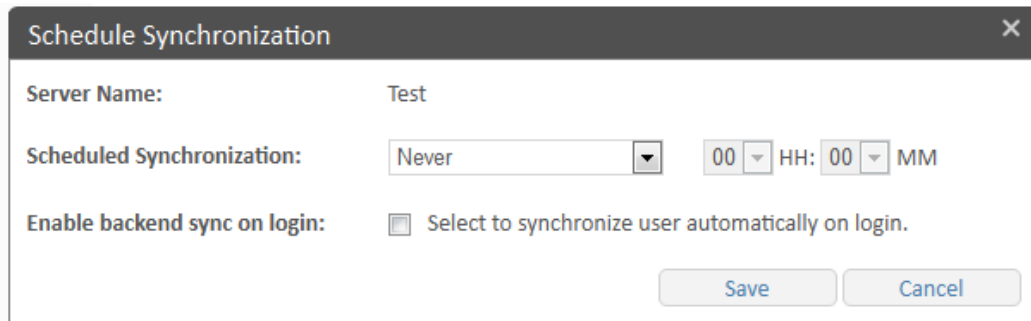 Schedule Synchronization
Server Name: Test
Scheduled Synchronization: Never 00 HH: 00 MM
Enable backend sync on login: Select to synchronize user automatically on login.
Save Cancel